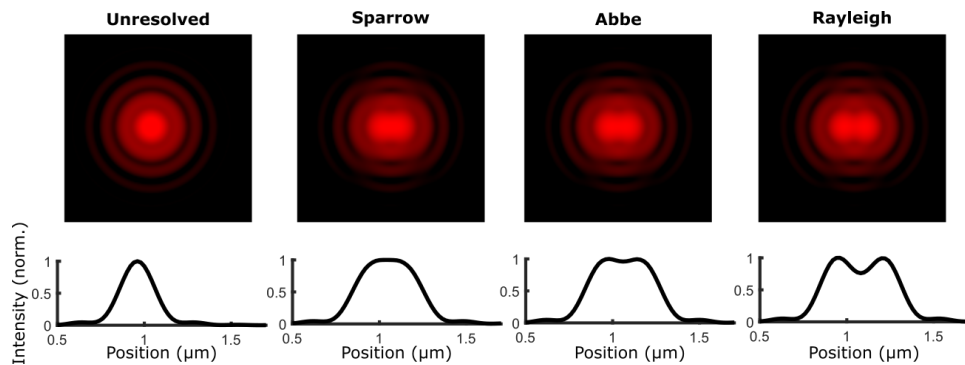 Unresolved Sparrow Abbe Rayleigh
Intensity (norm.)
1 1 1 1
0.5 0.5 0.5 0.5
0 0 0 0
0.5 1 1.5 0.5 1 1.5 0.5 1 1.5 0.5 1 1.5
Position (µm) Position (µm) Position (µm) Position (µm)